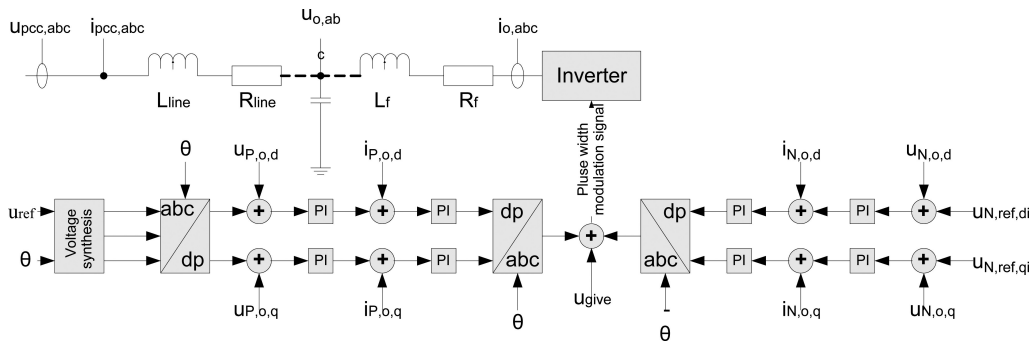 upcc,abc
ipcc,abc
uo,ab
c
io,abc
Lline
Rline
Lf
Rf
Inverter
Pluse width
modulation signal
θ
uP,o,d
iP,o,d
iN,o,d
uN,o,d
uref
θ
Voltage
synthesis
abc
dp
+
PI
+
PI
dp
abc
+
dp
abc
PI
+
PI
+
uN,ref,di
+
PI
+
PI
PI
+
PI
+
uN,ref,qi
uP,o,q
iP,o,q
θ
ugive
-
θ
iN,o,q
uN,o,q